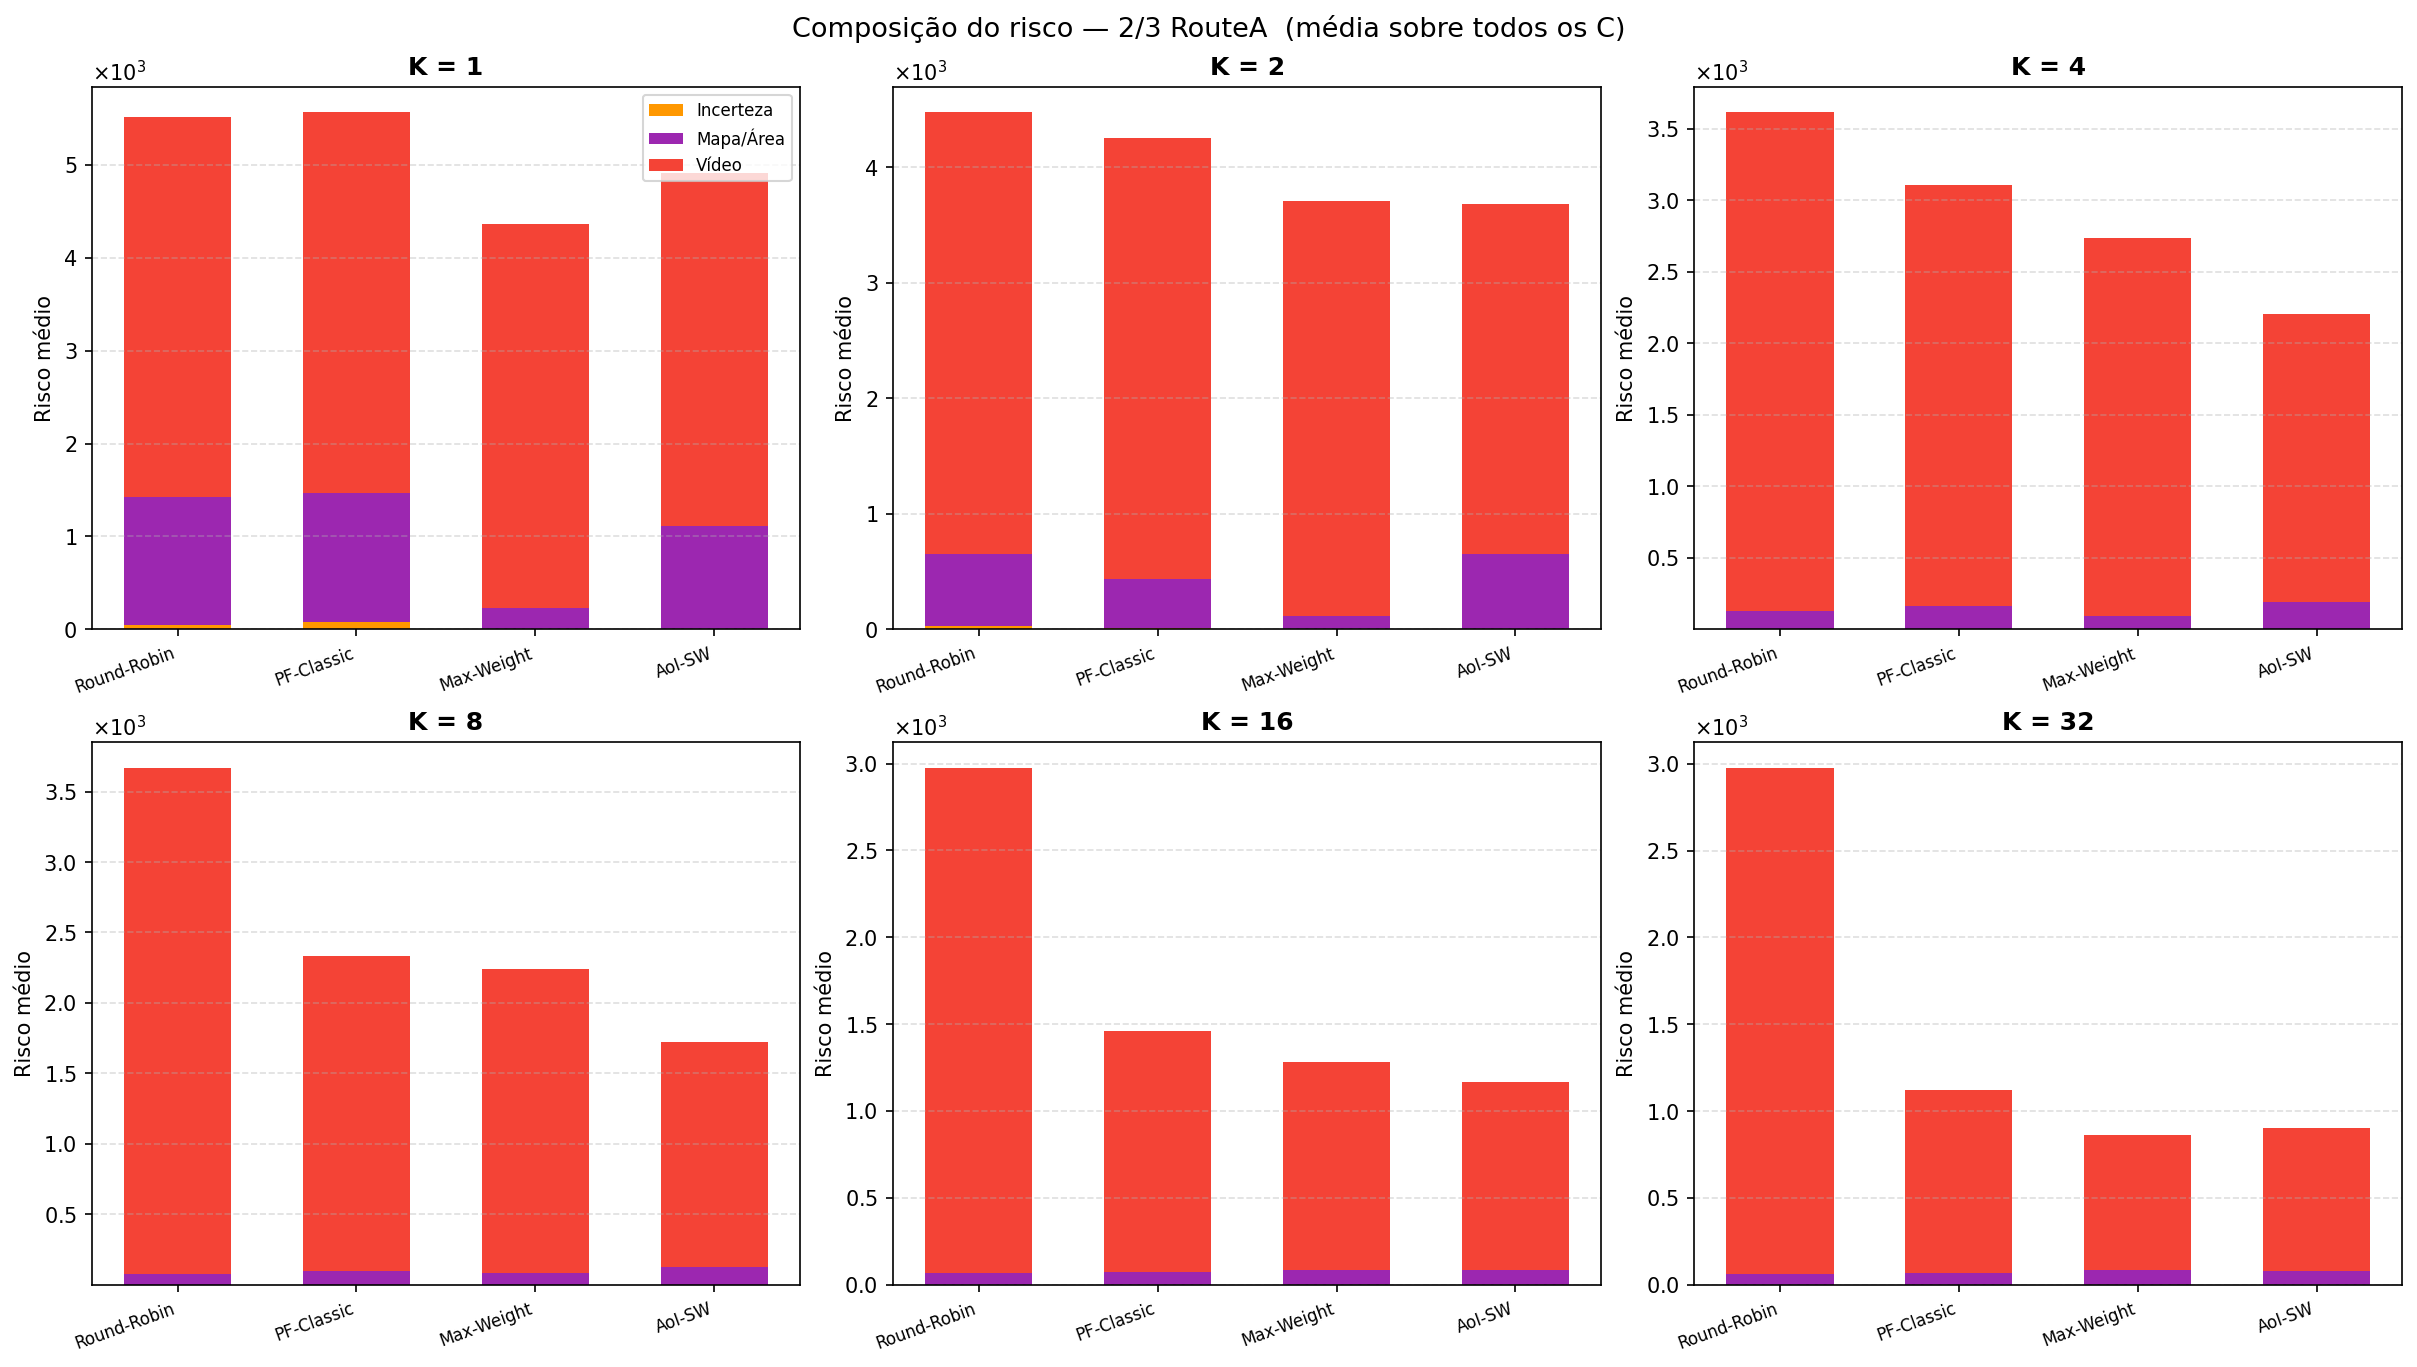 Composição do risco — 2/3 RouteA  (média sobre todos os C)
K = 1
×10³
Risco médio
5
4
3
2
1
0
Incerteza
Mapa/Área
Vídeo
Round-Robin
PF-Classic
Max-Weight
AoI-SW
K = 2
×10³
Risco médio
4
3
2
1
0
Round-Robin
PF-Classic
Max-Weight
AoI-SW
K = 4
×10³
Risco médio
3.5
3.0
2.5
2.0
1.5
1.0
0.5
Round-Robin
PF-Classic
Max-Weight
AoI-SW
K = 8
×10³
Risco médio
3.5
3.0
2.5
2.0
1.5
1.0
0.5
Round-Robin
PF-Classic
Max-Weight
AoI-SW
K = 16
×10³
Risco médio
3.0
2.5
2.0
1.5
1.0
0.5
0.0
Round-Robin
PF-Classic
Max-Weight
AoI-SW
K = 32
×10³
Risco médio
3.0
2.5
2.0
1.5
1.0
0.5
0.0
Round-Robin
PF-Classic
Max-Weight
AoI-SW